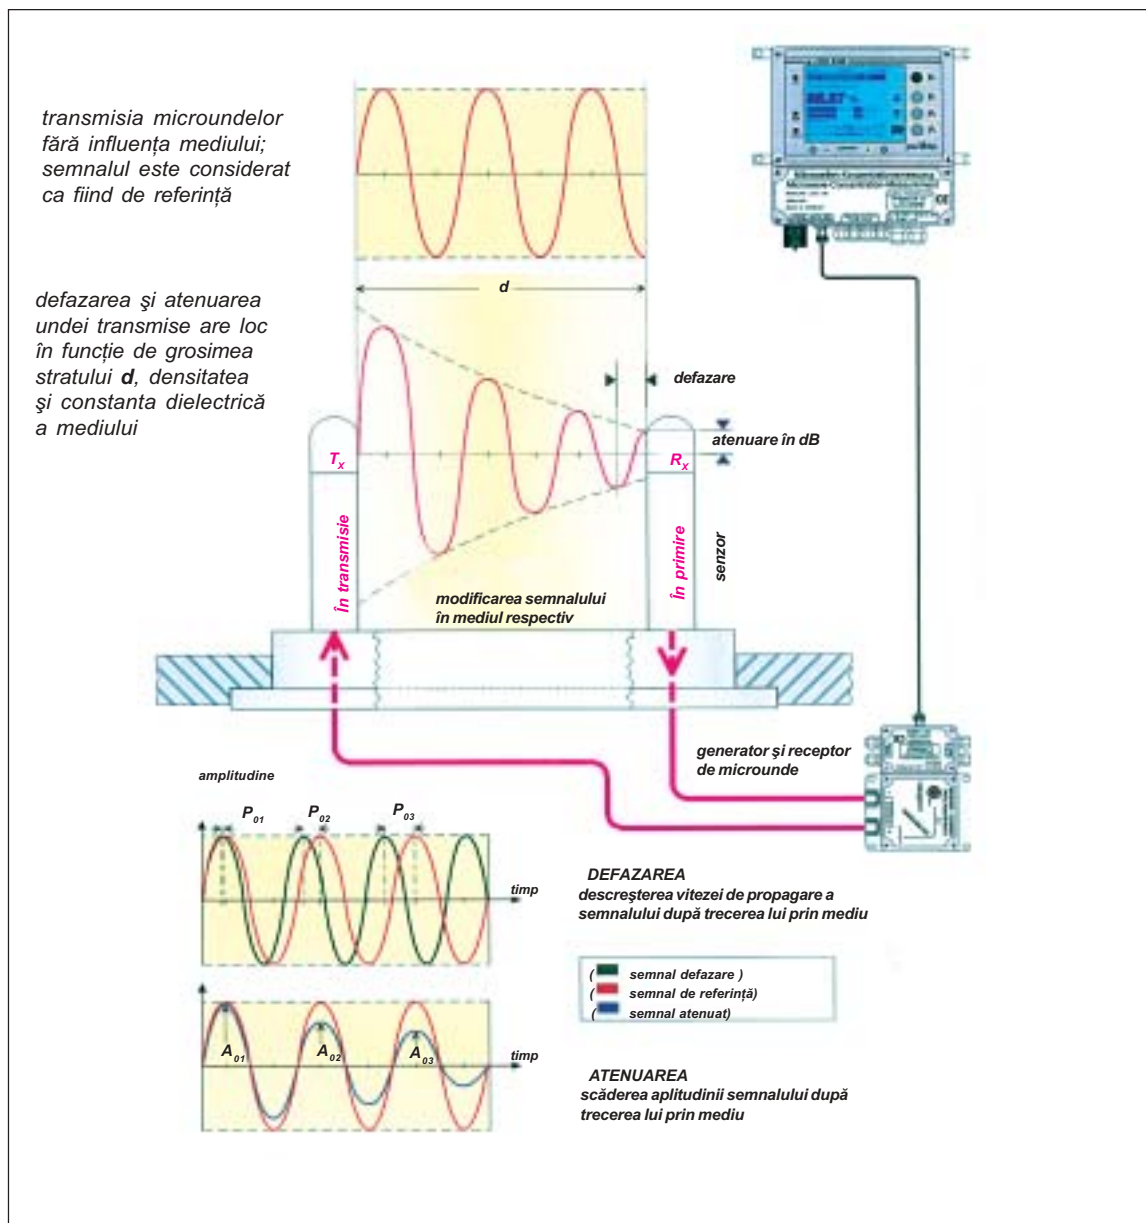 transmisia microundelor
fără influența mediului;
semnalul este considerat
ca fiind de referință
d
defazarea şi atenuarea
undei transmise are loc
în funcție de grosimea
stratului d, densitatea
şi constanta dielectrică
a mediului
defazare
atenuare în dB
Tx
Rx
În transmisie
În primire
senzor
modificarea semnalului
în mediul respectiv
generator şi receptor
de microunde
amplitudine
P01
P02
P03
timp
DEFAZAREA
descreşterea vitezei de propagare a
semnalului după trecerea lui prin mediu
( semnal defazare )
( semnal de referință)
( semnal atenuat)
A01
A02
A03
timp
ATENUAREA
scăderea aplitudinii semnalului după
trecerea lui prin mediu